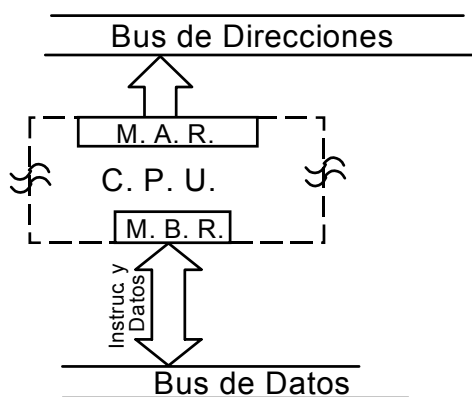 Bus de Direcciones
M. A. R.
C. P. U.
M. B. R.
Instruc. y
Datos
Bus de Datos